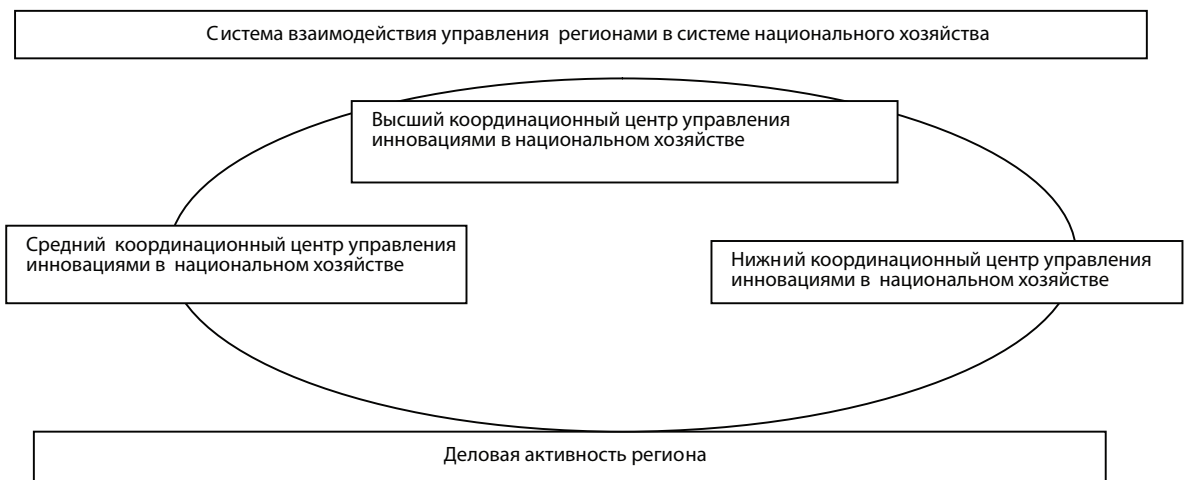 Система взаимодействия управления регионами в системе национального хозяйства
Высший координационный центр управления
инновациями в национальном хозяйстве
Средний координационный центр управления
инновациями в национальном хозяйстве
Нижний координационный центр управления
инновациями в национальном хозяйстве
Деловая активность региона